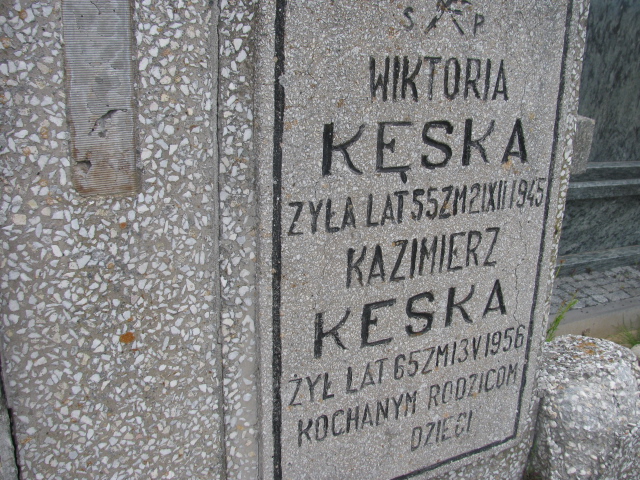 S P
WIKTORIA
KĘSKA
ŻYŁA LAT 55 ZM 21 XII 1945
KAZIMIERZ
KĘSKA
ŻYŁ LAT 65 ZM 13 V 1956
KOCHANYM RODZICOM
DZIECI